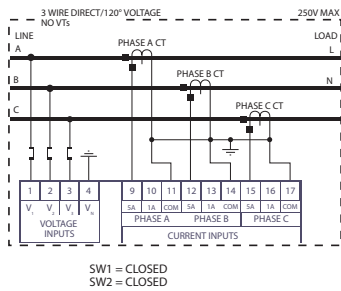 3 WIRE DIRECT/120° VOLTAGE
NO VTs
250V MAX
LINE
LOAD
PHASE A CT
A
L
PHASE B CT
B
N
PHASE C CT
C
1 2 3 4
9 10 11 12 13 14 15 16 17
V1 V2 V3 VN
5A 1A COM 5A 1A COM 5A 1A COM
VOLTAGE
INPUTS
PHASE A PHASE B PHASE C
CURRENT INPUTS
SW1 = CLOSED
SW2 = CLOSED